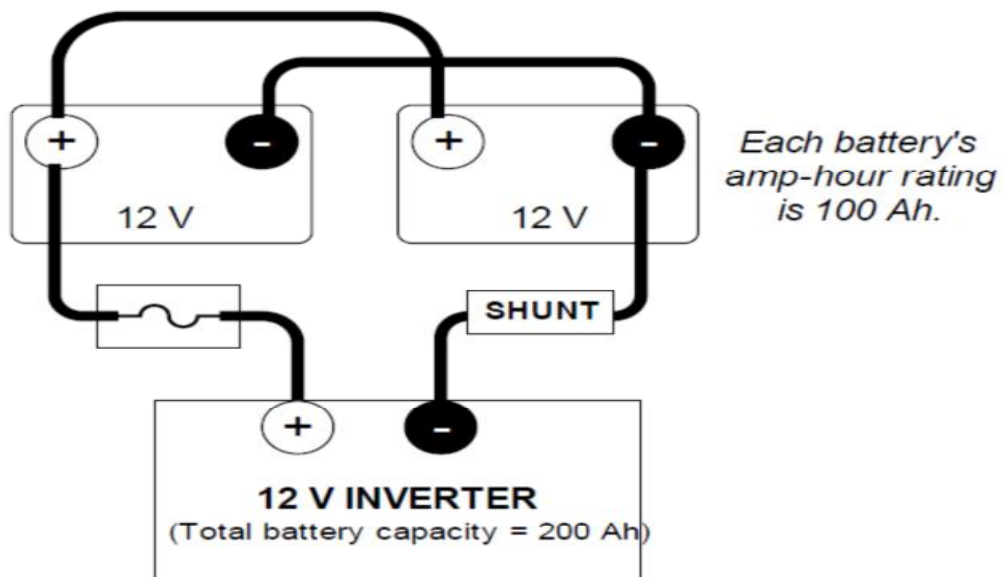 +
-
+
-
Each battery's
amp-hour rating
is 100 Ah.
12 V
12 V
SHUNT
+
-
12 V INVERTER
(Total battery capacity = 200 Ah)